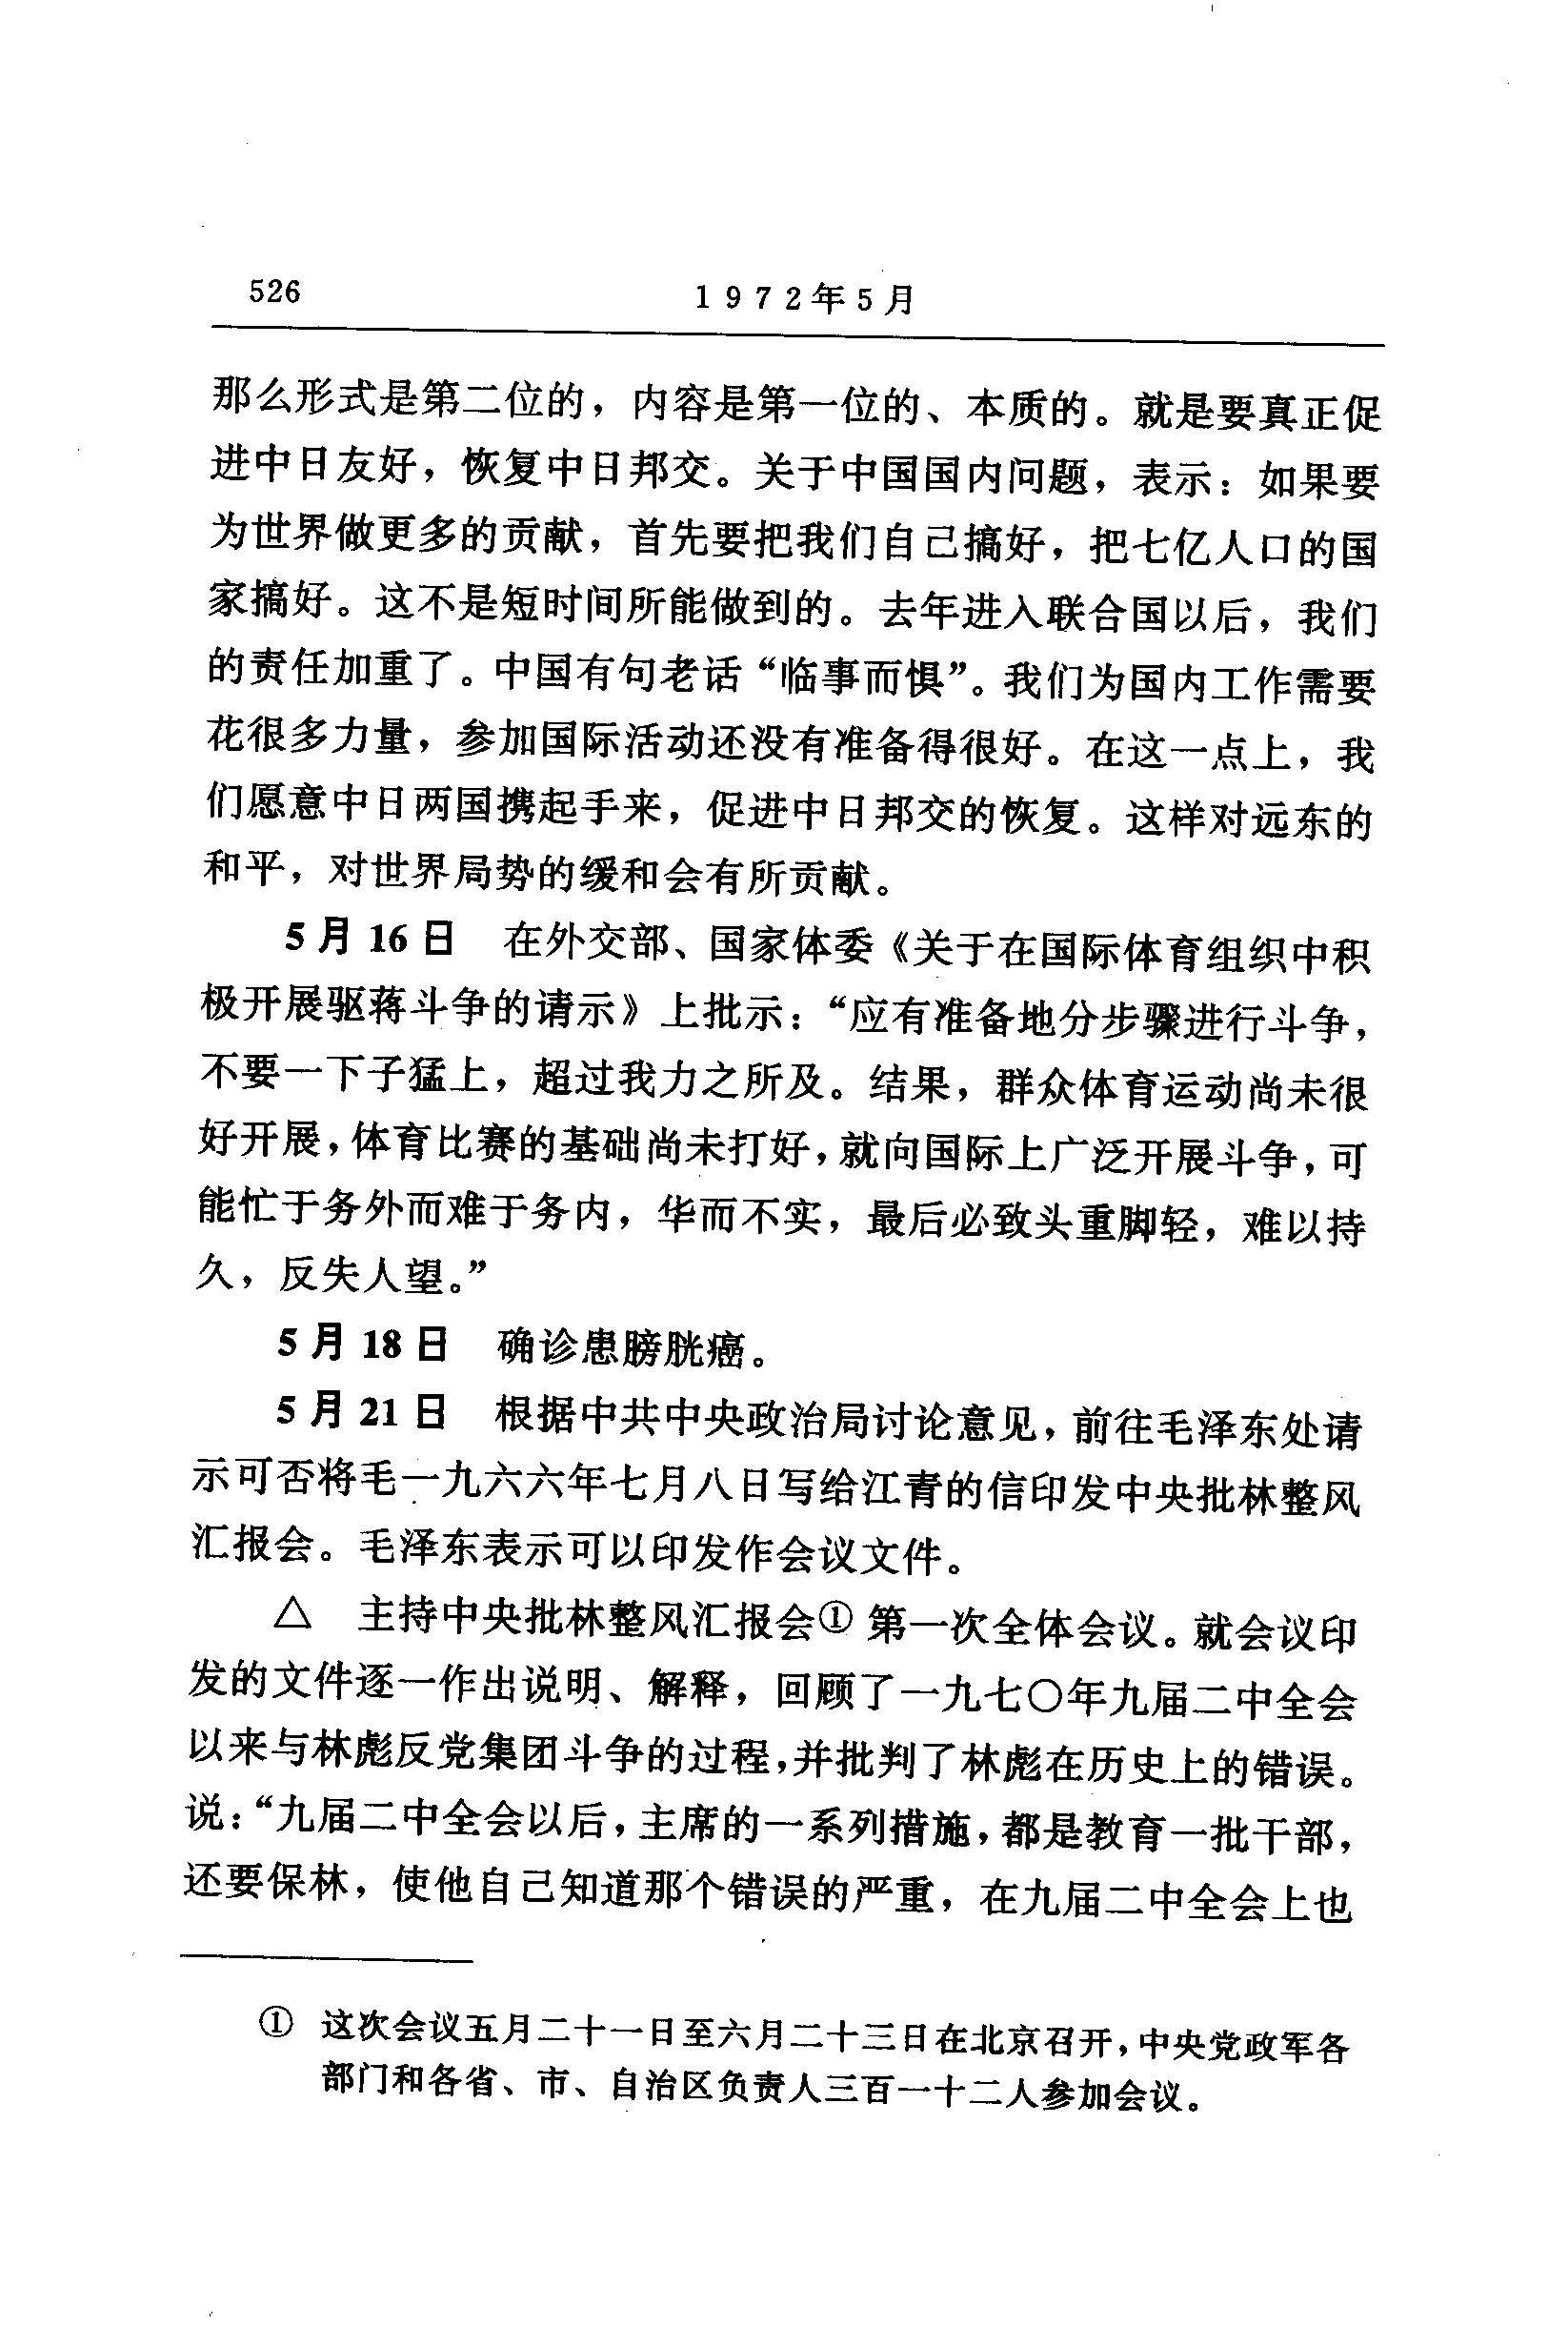 526
1972年5月
那么形式是第二位的，内容是第一位的、本质的。就是要真正促
进中日友好，恢复中日邦交。关于中国国内问题，表示：如果要
为世界做更多的贡献，首先要把我们自己搞好，把七亿人口的国
家搞好。这不是短时间所能做到的。去年进入联合国以后，我们
的责任加重了。中国有句老话“临事而惧”。我们为国内工作需要
花很多力量，参加国际活动还没有准备得很好。在这一点上，我
们愿意中日两国携起手来，促进中日邦交的恢复。这样对远东的
和平，对世界局势的缓和会有所贡献。
5月16日　在外交部、国家体委《关于在国际体育组织中积
极开展驱蒋斗争的请示》上批示：“应有准备地分步骤进行斗争，
不要一下子猛上，超过我力之所及。结果，群众体育运动尚未很
好开展，体育比赛的基础尚未打好，就向国际上广泛开展斗争，可
能忙于务外而难于务内，华而不实，最后必致头重脚轻，难以持
久，反失人望。”
5月18日　确诊患膀胱癌。
5月21日　根据中共中央政治局讨论意见，前往毛泽东处请
示可否将毛一九六六年七月八日写给江青的信印发中央批林整风
汇报会。毛泽东表示可以印发作会议文件。
△　主持中央批林整风汇报会①第一次全体会议。就会议印
发的文件逐一作出说明、解释，回顾了一九七〇年九届二中全会
以来与林彪反党集团斗争的过程，并批判了林彪在历史上的错误。
说：“九届二中全会以后，主席的一系列措施，都是教育一批干部，
还要保林，使他自己知道那个错误的严重，在九届二中全会上也
①　这次会议五月二十一日至六月二十三日在北京召开，中央党政军各
部门和各省、市、自治区负责人三百一十二人参加会议。